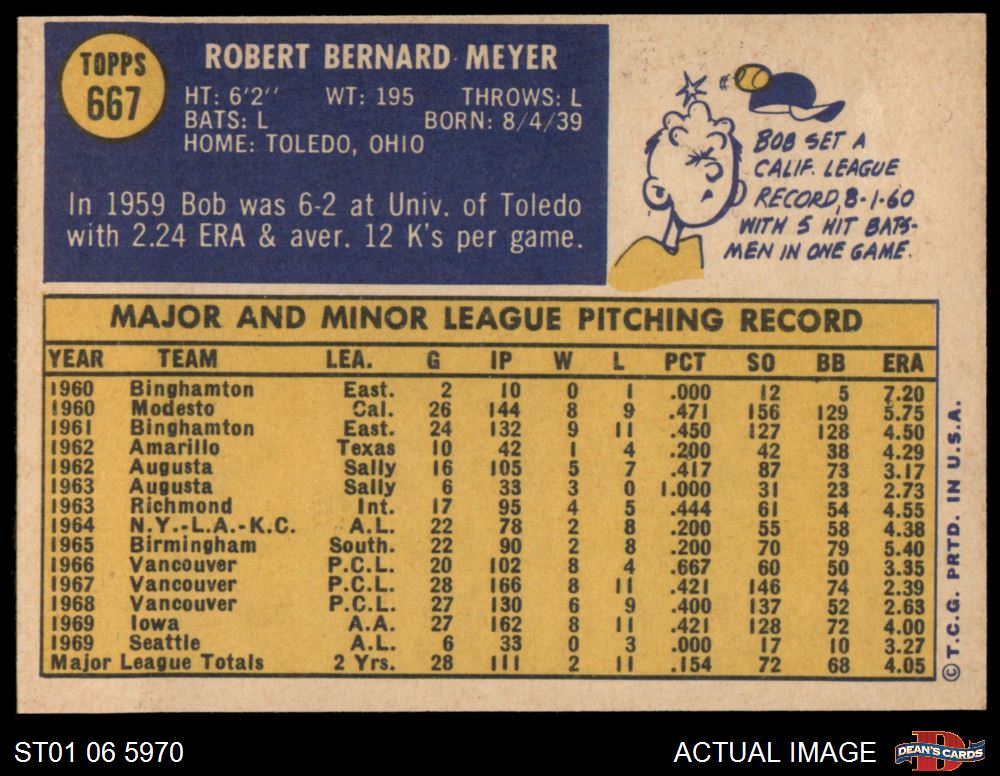 TOPPS
667
ROBERT BERNARD MEYER
HT: 6'2'' WT: 195 THROWS: L
BATS: L BORN: 8/4/39
HOME: TOLEDO, OHIO
In 1959 Bob was 6-2 at Univ. of Toledo
with 2.24 ERA & aver. 12 K's per game.
BOB SET A
CALIF. LEAGUE
RECORD, 8-1-60
WITH 5 HIT BATS-
MEN IN ONE GAME.
MAJOR AND MINOR LEAGUE PITCHING RECORD
YEAR TEAM LEA. G IP W L PCT SO BB ERA
1960 Binghamton East. 2 10 0 1 .000 12 5 7.20
1960 Modesto Cal. 26 144 8 9 .471 156 129 5.75
1961 Binghamton East. 24 132 9 11 .450 127 128 4.50
1962 Amarillo Texas 10 42 1 4 .200 42 38 4.29
1962 Augusta Sally 16 105 5 7 .417 87 73 3.17
1963 Augusta Sally 6 33 3 0 1.000 31 23 2.73
1963 Richmond Int. 17 95 4 5 .444 61 54 4.55
1964 N.Y.-L.A.-K.C. A.L. 22 78 2 8 .200 55 58 4.38
1965 Birmingham South. 22 90 2 8 .200 70 79 5.40
1966 Vancouver P.C.L. 20 102 8 4 .667 60 50 3.35
1967 Vancouver P.C.L. 28 166 8 11 .421 146 74 2.39
1968 Vancouver P.C.L. 27 130 6 9 .400 137 52 2.63
1969 Iowa A.A. 27 162 8 11 .421 128 72 4.00
1969 Seattle A.L. 6 33 0 3 .000 17 10 3.27
Major League Totals 2 Yrs. 28 111 2 11 .154 72 68 4.05
© T.C.G. PRTD. IN U.S.A.
ST01 06 5970
ACTUAL IMAGE
DEAN'S CARDS